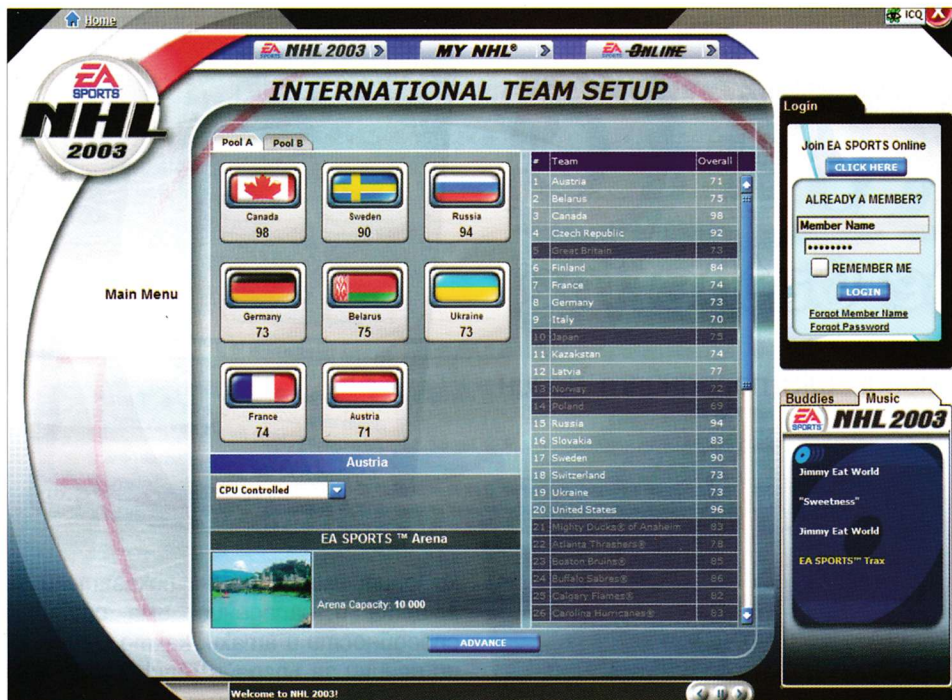 Home
ICQ
EA SPORTS NHL 2003
MY NHL®
EA SPORTS ONLINE
EA SPORTS
NHL
2003
INTERNATIONAL TEAM SETUP
Pool A Pool B
Canada
98
Sweden
90
Russia
94
Germany
73
Belarus
75
Ukraine
73
France
74
Austria
71
Main Menu
Austria
CPU Controlled
EA SPORTS ™ Arena
Arena Capacity: 10 000
# Team Overall
1 Austria 71
2 Belarus 75
3 Canada 98
4 Czech Republic 92
5 Great Britain 73
6 Finland 84
7 France 74
8 Germany 73
9 Italy 70
10 Japan 75
11 Kazakstan 74
12 Latvia 77
13 Norway 72
14 Poland 69
15 Russia 94
16 Slovakia 83
17 Sweden 90
18 Switzerland 73
19 Ukraine 73
20 United States 96
21 Mighty Ducks® of Anaheim 83
22 Atlanta Thrashers® 78
23 Boston Bruins® 85
24 Buffalo Sabres® 86
25 Calgary Flames® 82
26 Carolina Hurricanes® 83
ADVANCE
Welcome to NHL 2003!
Login
Join EA SPORTS Online
CLICK HERE
ALREADY A MEMBER?
Member Name
••••••••
REMEMBER ME
LOGIN
Forgot Member Name
Forgot Password
Buddies Music
EA SPORTS NHL 2003
Jimmy Eat World
"Sweetness"
Jimmy Eat World
EA SPORTS™ Trax